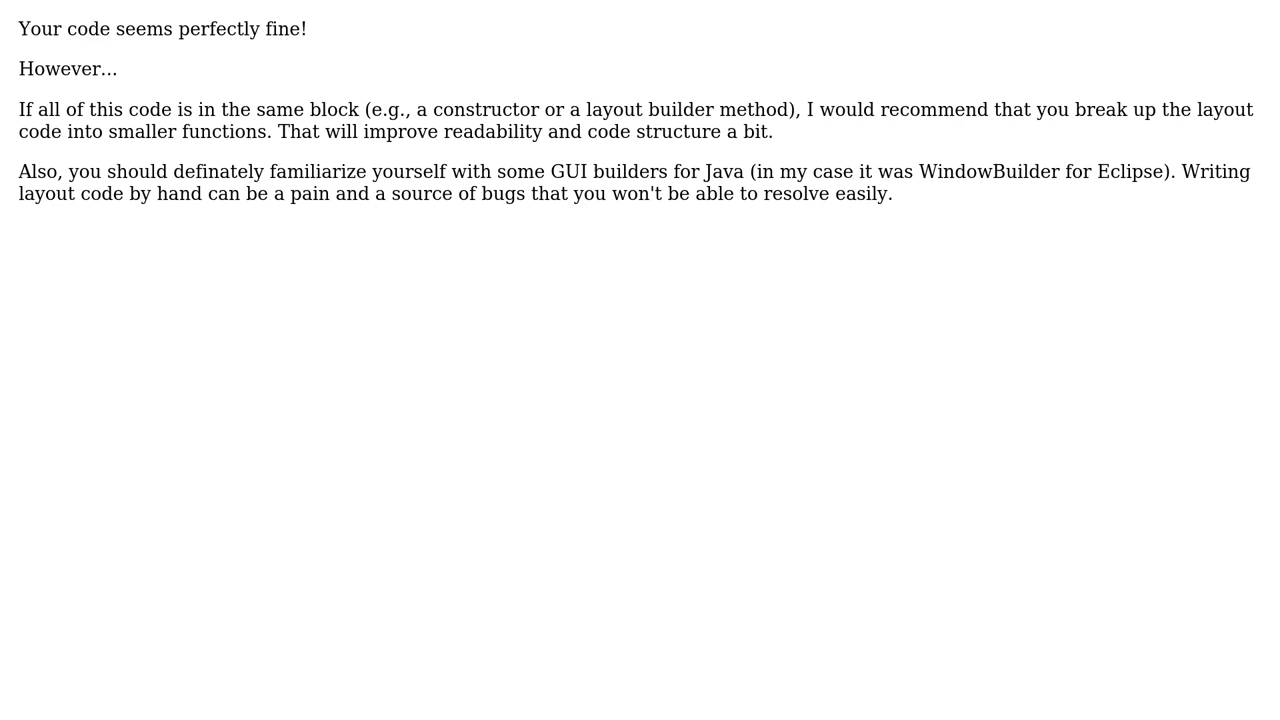 Your code seems perfectly fine!
However...
If all of this code is in the same block (e.g., a constructor or a layout builder method), I would recommend that you break up the layout
code into smaller functions. That will improve readability and code structure a bit.
Also, you should definately familiarize yourself with some GUI builders for Java (in my case it was WindowBuilder for Eclipse). Writing
layout code by hand can be a pain and a source of bugs that you won't be able to resolve easily.